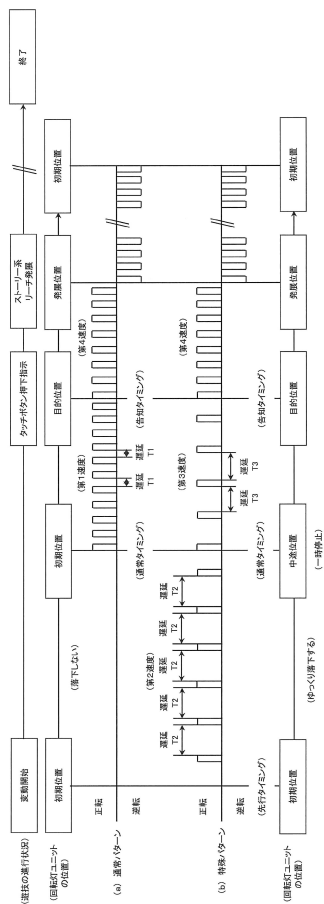 (遊技の進行状況)
変動開始
タッチボタン押下指示
ストーリー系
リーチ発展
終了
(回転灯ユニット
の位置)
初期位置
(落下しない)
初期位置
目的位置
発展位置
初期位置
正転
逆転
(a) 通常パターン
(第1速度)
(第4速度)
遅延
T1
遅延
T1
(通常タイミング)
(告知タイミング)
(第2速度)
遅延
T2
遅延
T2
遅延
T2
遅延
T2
遅延
T2
正転
逆転
(b) 特殊パターン
(第3速度)
(第4速度)
遅延
T3
遅延
T3
(先行タイミング)
(通常タイミング)
(告知タイミング)
(回転灯ユニット
の位置)
初期位置
(ゆっくり落下する)
中途位置
(一時停止)
目的位置
発展位置
初期位置